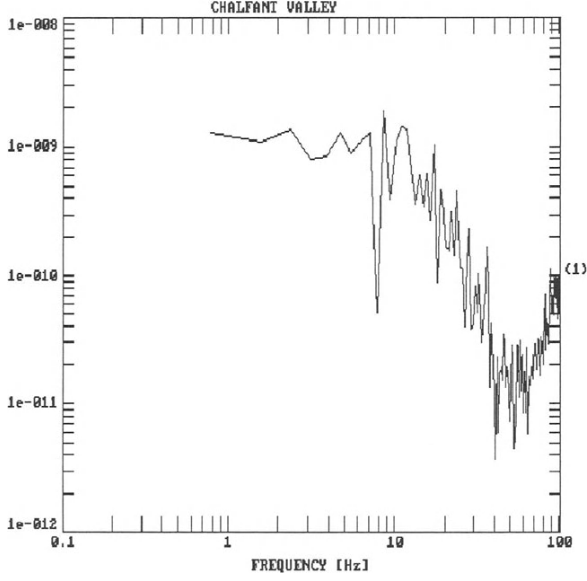 CHALFANT VALLEY
1e-008
1e-009
1e-010
(1)
1e-011
1e-012
0.1 1 10 100
FREQUENCY [Hz]